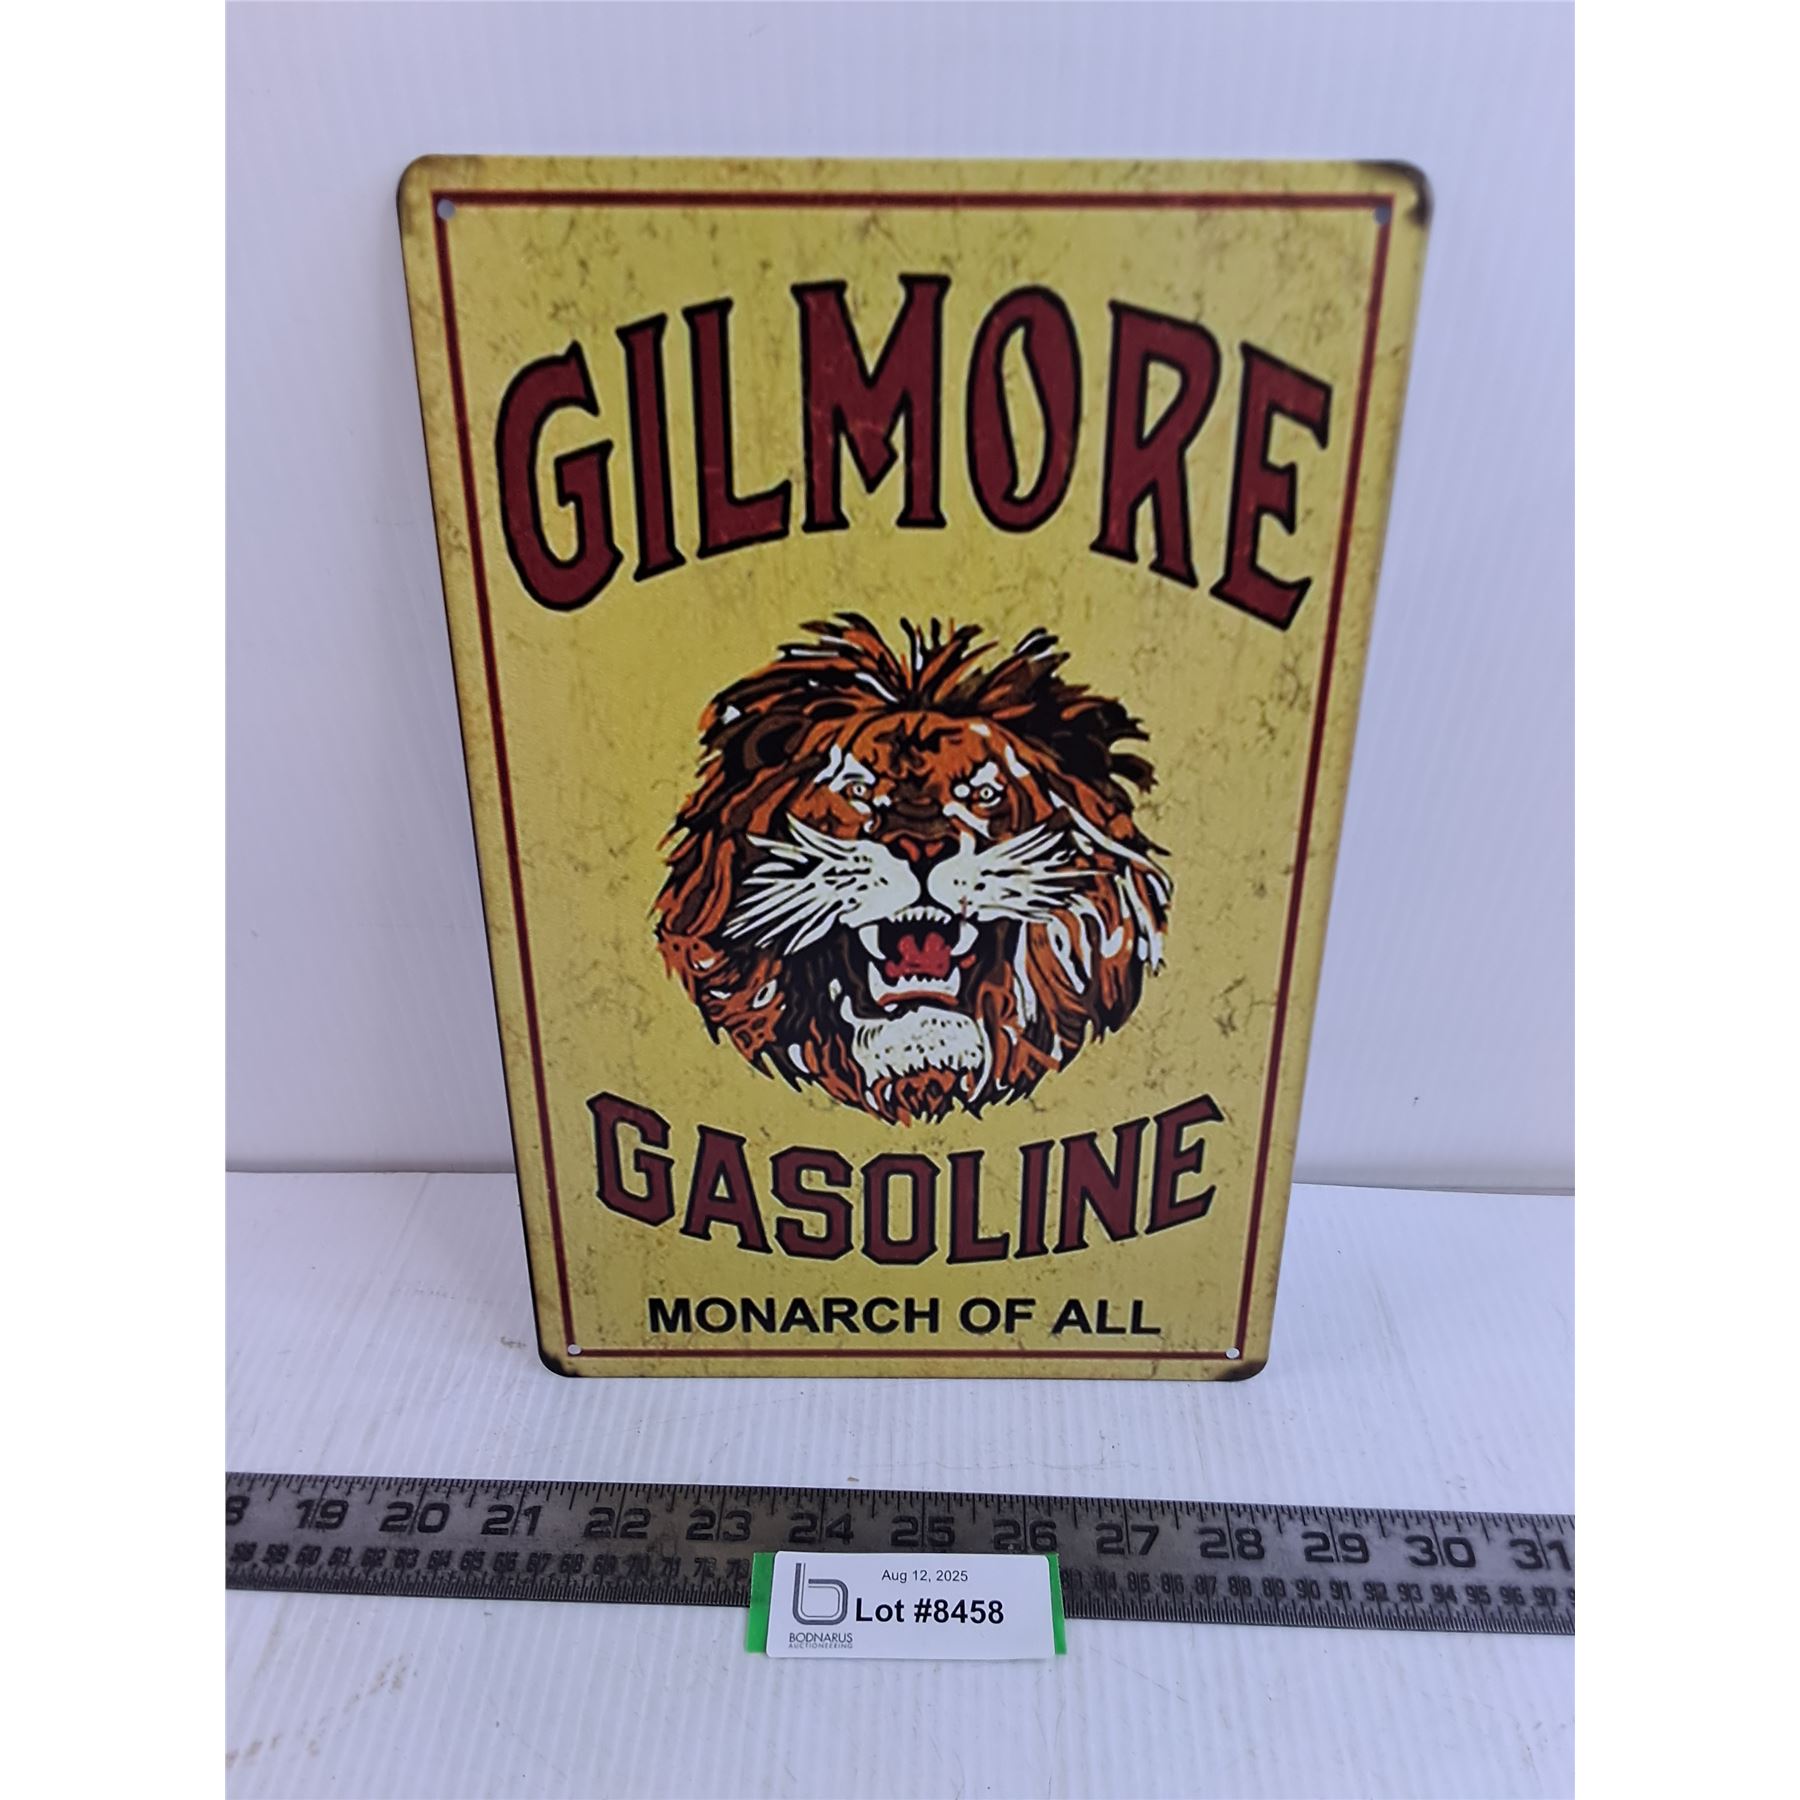 GILMORE
GASOLINE
MONARCH OF ALL
19 20 21 22 23 24 25 26 27 28 29 30 31
Aug 12, 2025
Lot #8458
BODNARUS
AUCTIONEERING